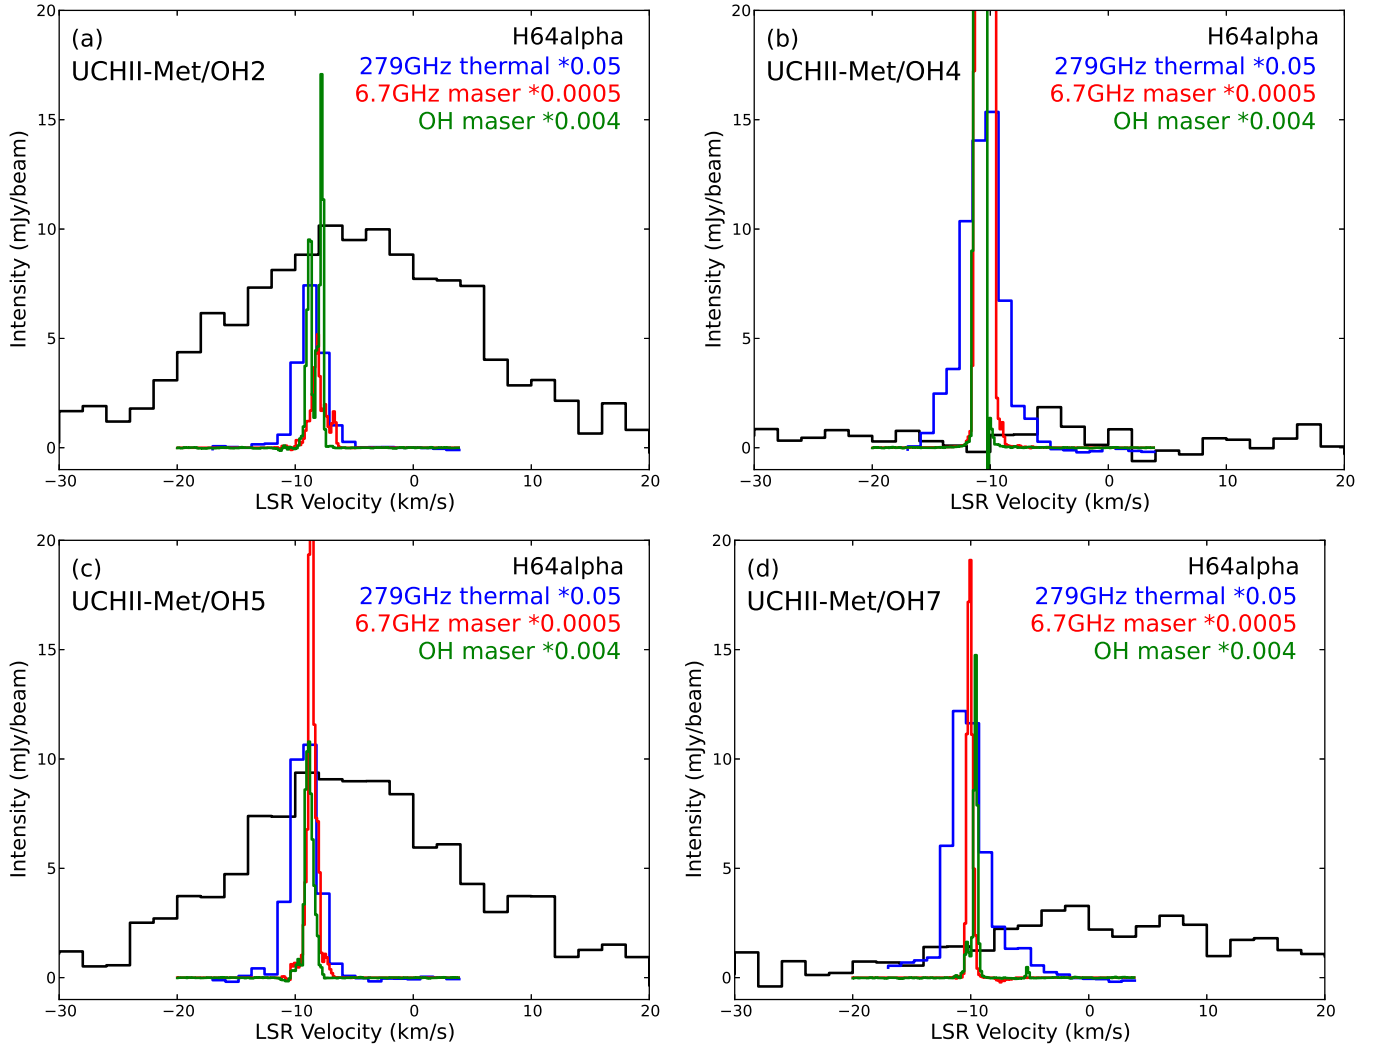 (a)
H64alpha
UCHII-Met/OH2
279GHz thermal *0.05
6.7GHz maser *0.0005
OH maser *0.004
20
15
10
5
0
Intensity (mJy/beam)
−30 −20 −10 0 10 20
LSR Velocity (km/s)
(b)
H64alpha
UCHII-Met/OH4
279GHz thermal *0.05
6.7GHz maser *0.0005
OH maser *0.004
20
15
10
5
0
Intensity (mJy/beam)
−30 −20 −10 0 10 20
LSR Velocity (km/s)
(c)
H64alpha
UCHII-Met/OH5
279GHz thermal *0.05
6.7GHz maser *0.0005
OH maser *0.004
20
15
10
5
0
Intensity (mJy/beam)
−30 −20 −10 0 10 20
LSR Velocity (km/s)
(d)
H64alpha
UCHII-Met/OH7
279GHz thermal *0.05
6.7GHz maser *0.0005
OH maser *0.004
20
15
10
5
0
Intensity (mJy/beam)
−30 −20 −10 0 10 20
LSR Velocity (km/s)